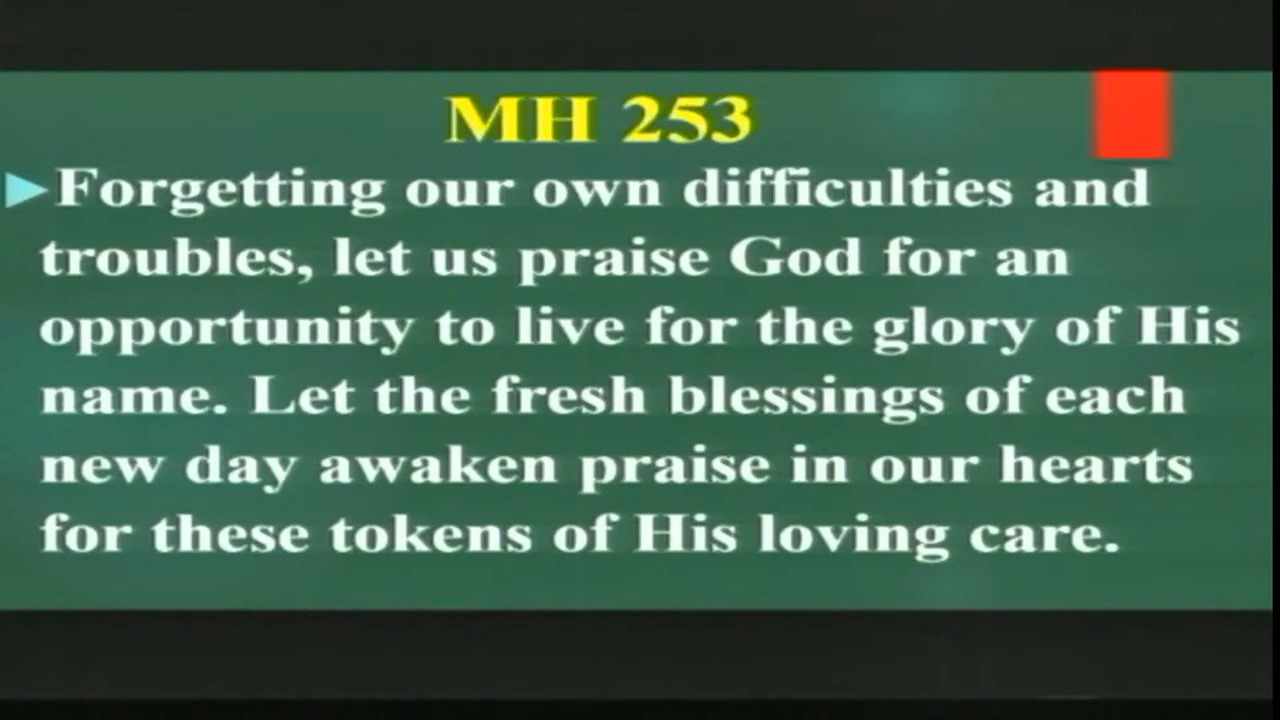 MH 253
Forgetting our own difficulties and
troubles, let us praise God for an
opportunity to live for the glory of His
name. Let the fresh blessings of each
new day awaken praise in our hearts
for these tokens of His loving care.